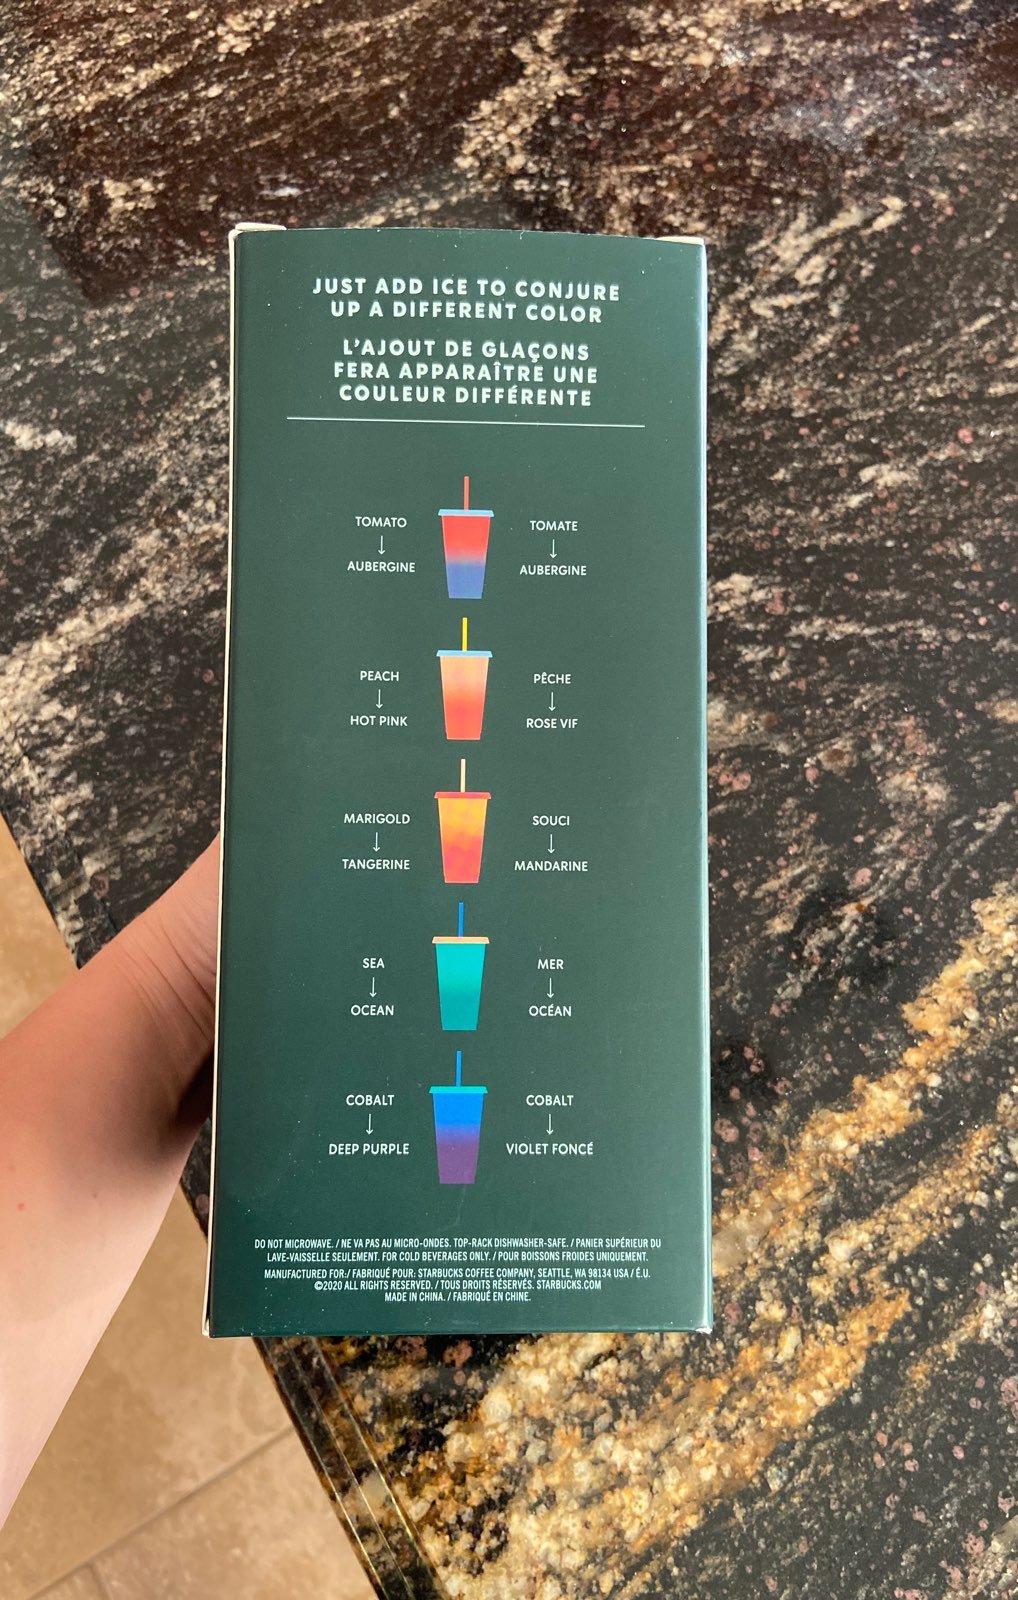 JUST ADD ICE TO CONJURE
UP A DIFFERENT COLOR
L'AJOUT DE GLAÇONS
FERA APPARAÎTRE UNE
COULEUR DIFFÉRENTE
TOMATO
↓
AUBERGINE
TOMATE
↓
AUBERGINE
PEACH
↓
HOT PINK
PÊCHE
↓
ROSE VIF
MARIGOLD
↓
TANGERINE
SOUCI
↓
MANDARINE
SEA
↓
OCEAN
MER
↓
OCÉAN
COBALT
↓
DEEP PURPLE
COBALT
↓
VIOLET FONCÉ
DO NOT MICROWAVE. / NE VA PAS AU MICRO-ONDES. TOP-RACK DISHWASHER-SAFE. / PANIER SUPÉRIEUR DU
LAVE-VAISSELLE SEULEMENT. FOR COLD BEVERAGES ONLY. / POUR BOISSONS FROIDES UNIQUEMENT.
MANUFACTURED FOR:/ FABRIQUÉ POUR: STARBUCKS COFFEE COMPANY, SEATTLE, WA 98134 USA / É.U.
©2020 ALL RIGHTS RESERVED. / TOUS DROITS RÉSERVÉS. STARBUCKS.COM
MADE IN CHINA. / FABRIQUÉ EN CHINE.